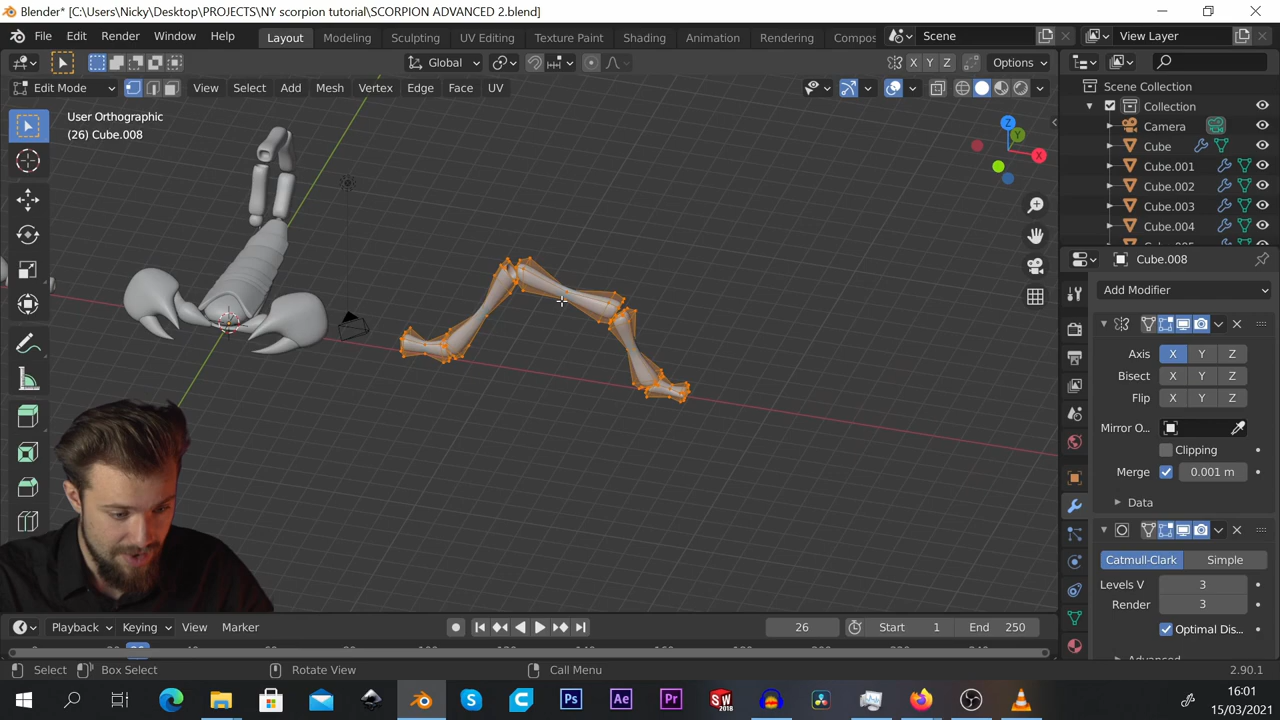 Blender* [C:\Users\Nicky\Desktop\PROJECTS\NY scorpion tutorial\SCORPION ADVANCED 2.blend]
File Edit Render Window Help Layout Modeling Sculpting UV Editing Texture Paint Shading Animation Rendering Compos Scene View Layer
Global X Y Z Options
Edit Mode View Select Add Mesh Vertex Edge Face UV
User Orthographic
(26) Cube.008
Z
Y
X
Scene Collection
Collection
Camera
Cube
Cube.001
Cube.002
Cube.003
Cube.004
Cube.008
Add Modifier
Axis X Y Z
Bisect X Y Z
Flip X Y Z
Mirror O...
Clipping
Merge 0.001 m
Data
Catmull-Clark Simple
Levels V 3
Render 3
Optimal Dis...
Playback Keying View Marker 26 Start 1 End 250
Select Box Select Rotate View Call Menu 2.90.1
Ps Ae Pr SW 2018
16:01
15/03/2021